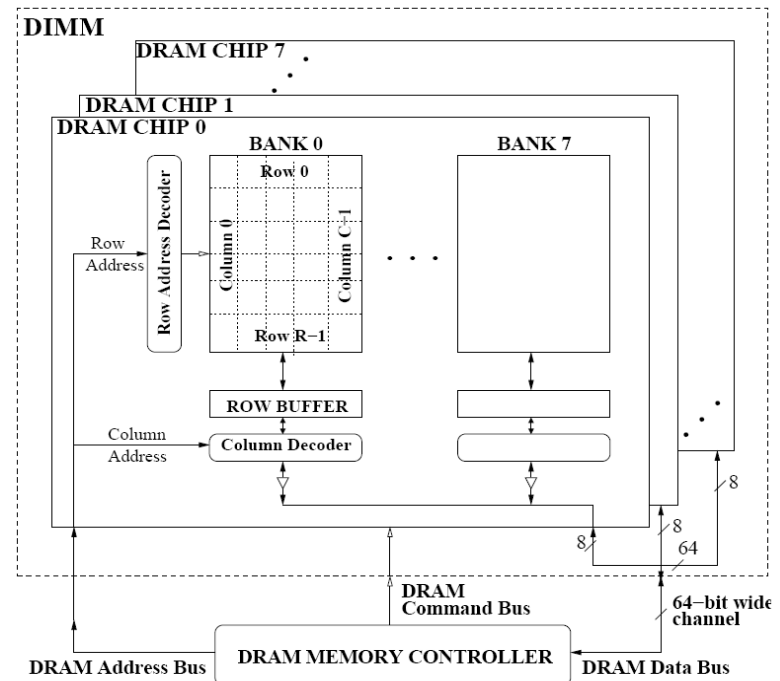 DIMM
DRAM CHIP 7
DRAM CHIP 1
DRAM CHIP 0
BANK 0
BANK 7
Row 0
Row Address Decoder
Column 0
Column C−1
Row
Address
Row R−1
ROW BUFFER
Column
Address
Column Decoder
8
8
8
64
DRAM
Command Bus
64−bit wide
channel
DRAM Address Bus
DRAM MEMORY CONTROLLER
DRAM Data Bus